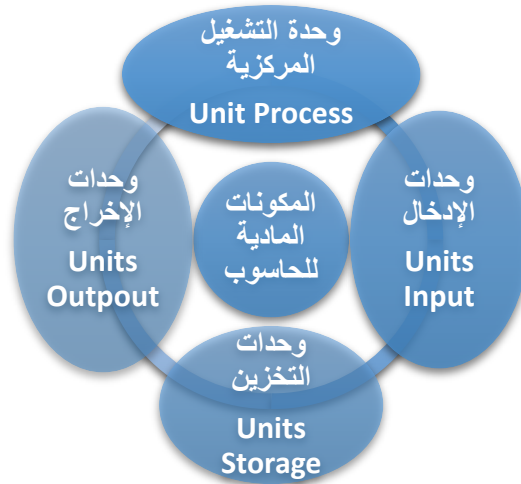 وحدة التشغيل
المركزية
Unit Process
وحدات
الإدخال
Units
Input
المكونات
المادية
للحاسوب
وحدات
الإخراج
Units
Outpout
وحدات
التخزين
Units
Storage